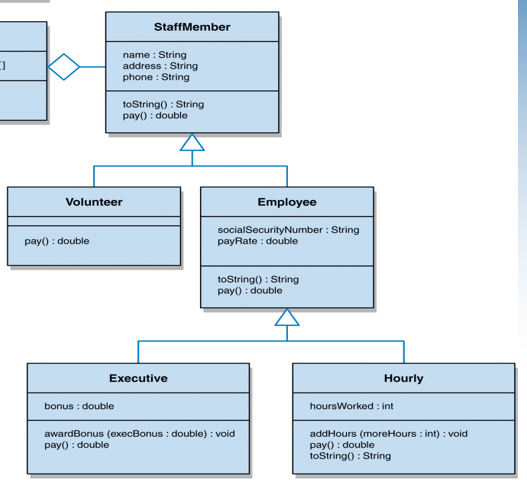 StaffMember
name : String
address : String
phone : String
toString() : String
pay() : double
]
Volunteer
pay() : double
Employee
socialSecurityNumber : String
payRate : double
toString() : String
pay() : double
Executive
bonus : double
awardBonus (execBonus : double) : void
pay() : double
Hourly
hoursWorked : int
addHours (moreHours : int) : void
pay() : double
toString() : String